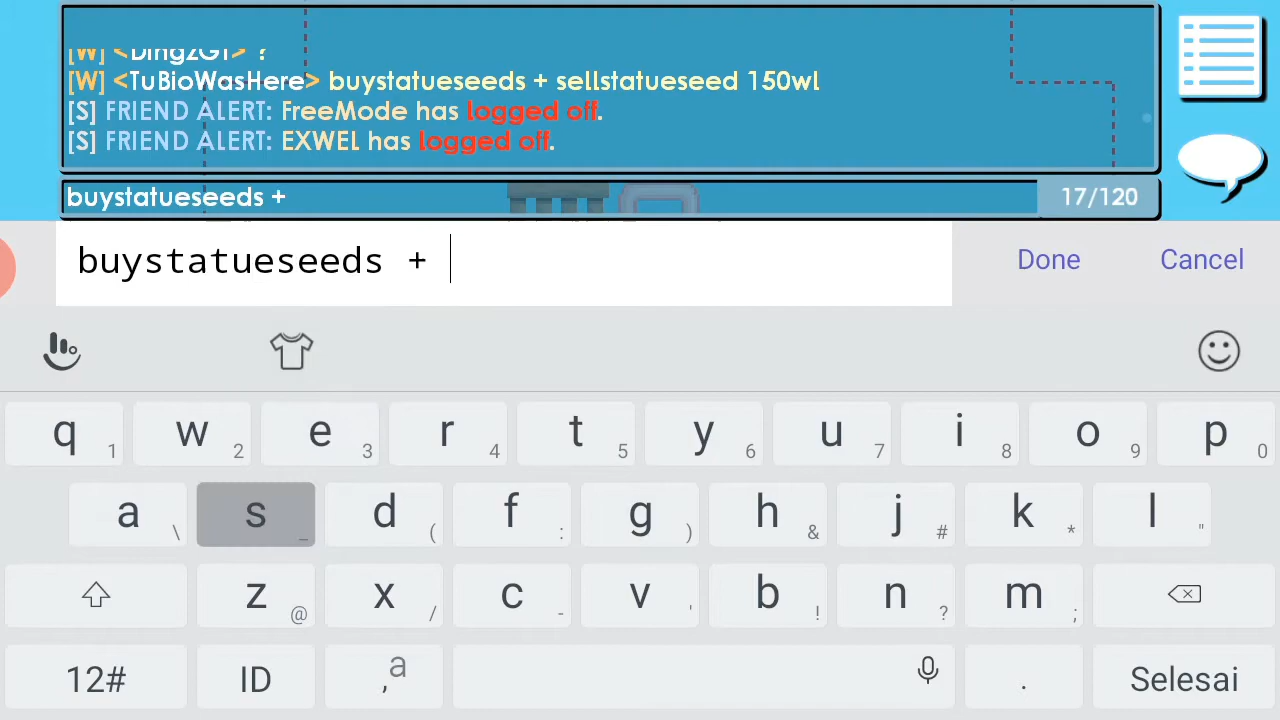 [W] <DingzGT> ?
[W] <TuBioWasHere> buystatueseeds + sellstatueseed 150wl
[S] FRIEND ALERT: FreeMode has logged off.
[S] FRIEND ALERT: EXWEL has logged off.
buystatueseeds + 17/120
buystatueseeds + Done Cancel
q 1 w 2 e 3 r 4 t 5 y 6 u 7 i 8 o 9 p 0
a \ s _ d ( f : g ) h & j # k * l "
z @ x / c - v ' b ! n ? m ;
12# ID , a . Selesai